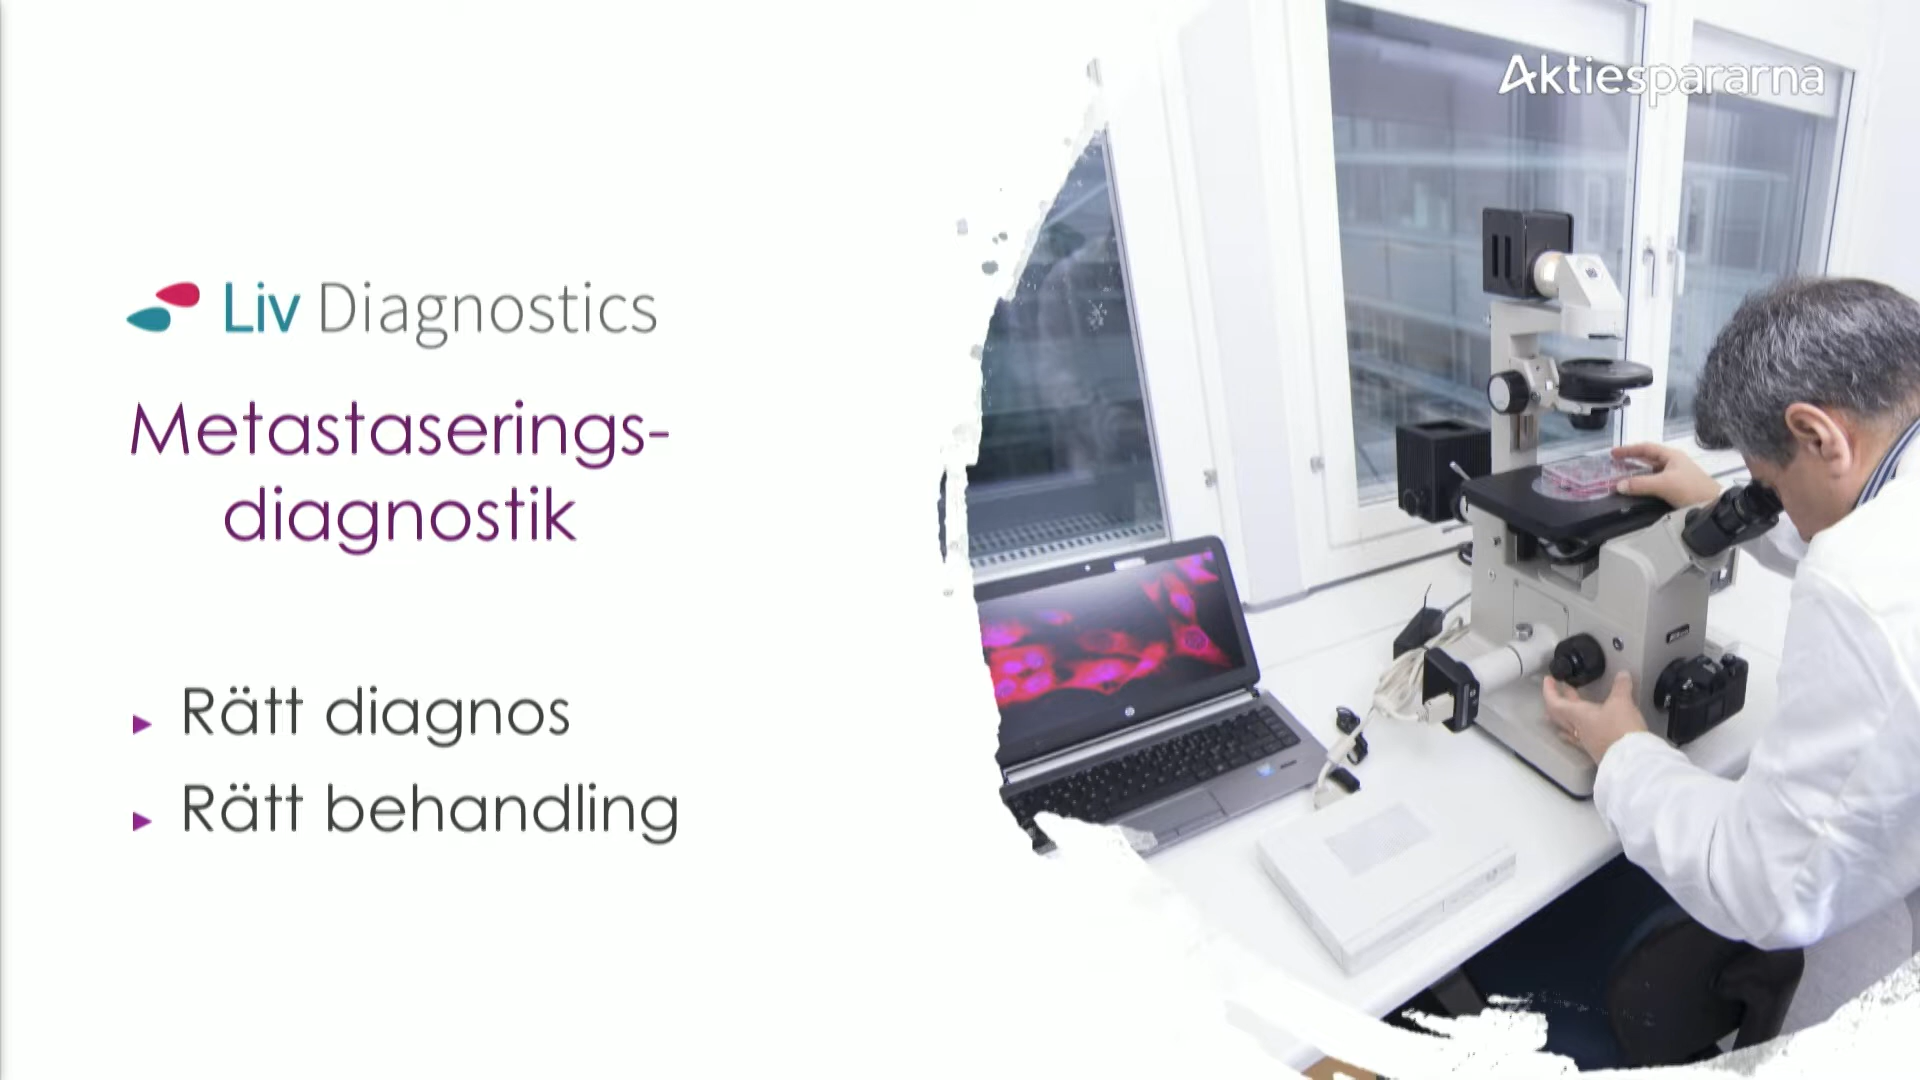 Aktiespararna
Liv Diagnostics
Metastaserings-
diagnostik
▸ Rätt diagnos
▸ Rätt behandling